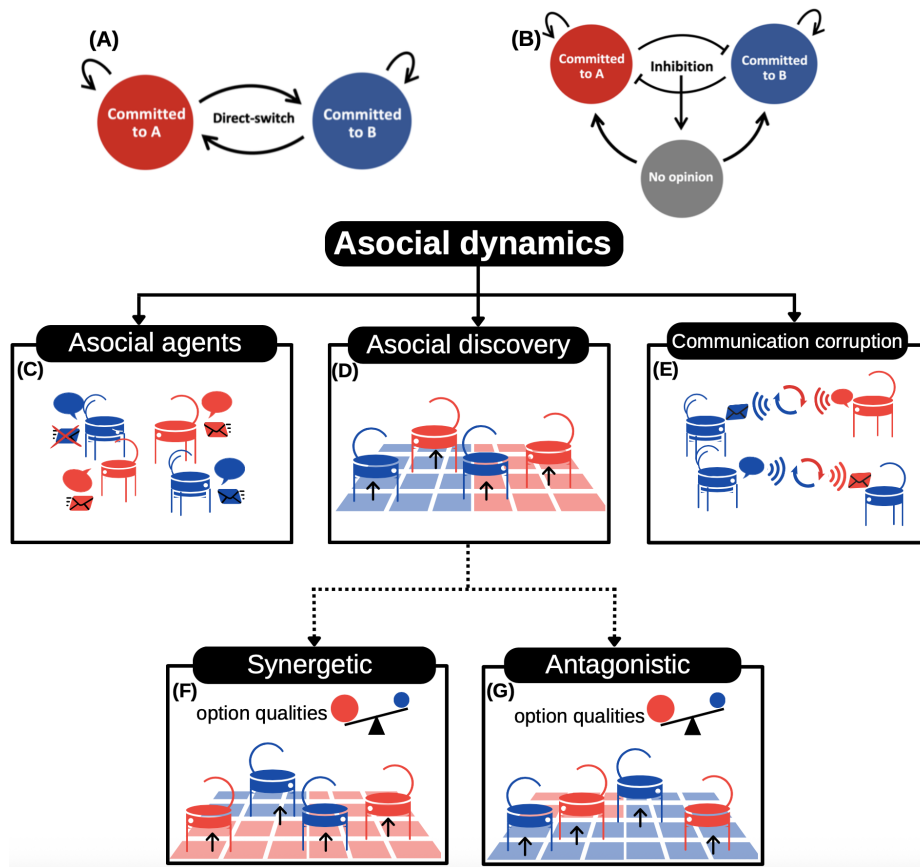 (A)
Committed
to A
Direct-switch
Committed
to B
(B)
Committed
to A
Inhibition
Committed
to B
No opinion
Asocial dynamics
Asocial agents
(C)
Asocial discovery
(D)
Communication corruption
(E)
Synergetic
(F)
option qualities
Antagonistic
(G)
option qualities